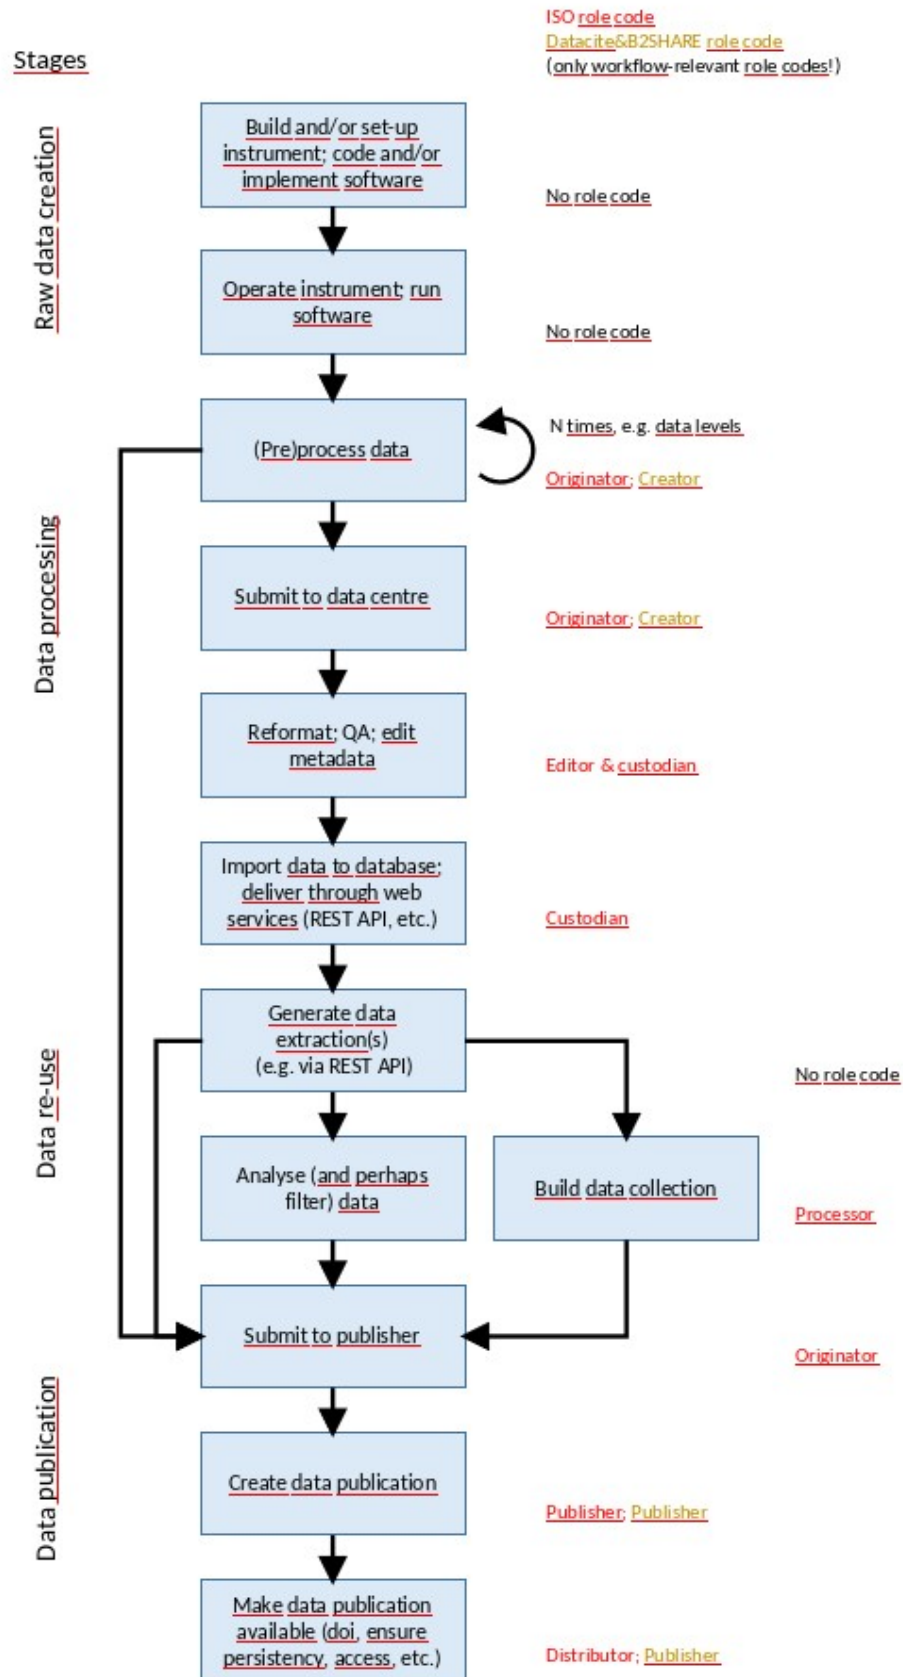 ISO role code
Datacite&B2SHARE role code
(only workflow-relevant role codes!)
Stages
Raw data creation
Build and/or set-up
instrument; code and/or
implement software
No role code
Operate instrument; run
software
No role code
Data processing
(Pre)process data
N times, e.g. data levels
Originator; Creator
Submit to data centre
Originator; Creator
Reformat; QA; edit
metadata
Editor & custodian
Import data to database;
deliver through web
services (REST API, etc.)
Custodian
Data re-use
Generate data
extraction(s)
(e.g. via REST API)
No role code
Analyse (and perhaps
filter) data
Build data collection
Processor
Submit to publisher
Originator
Data publication
Create data publication
Publisher; Publisher
Make data publication
available (doi, ensure
persistency, access, etc.)
Distributor; Publisher